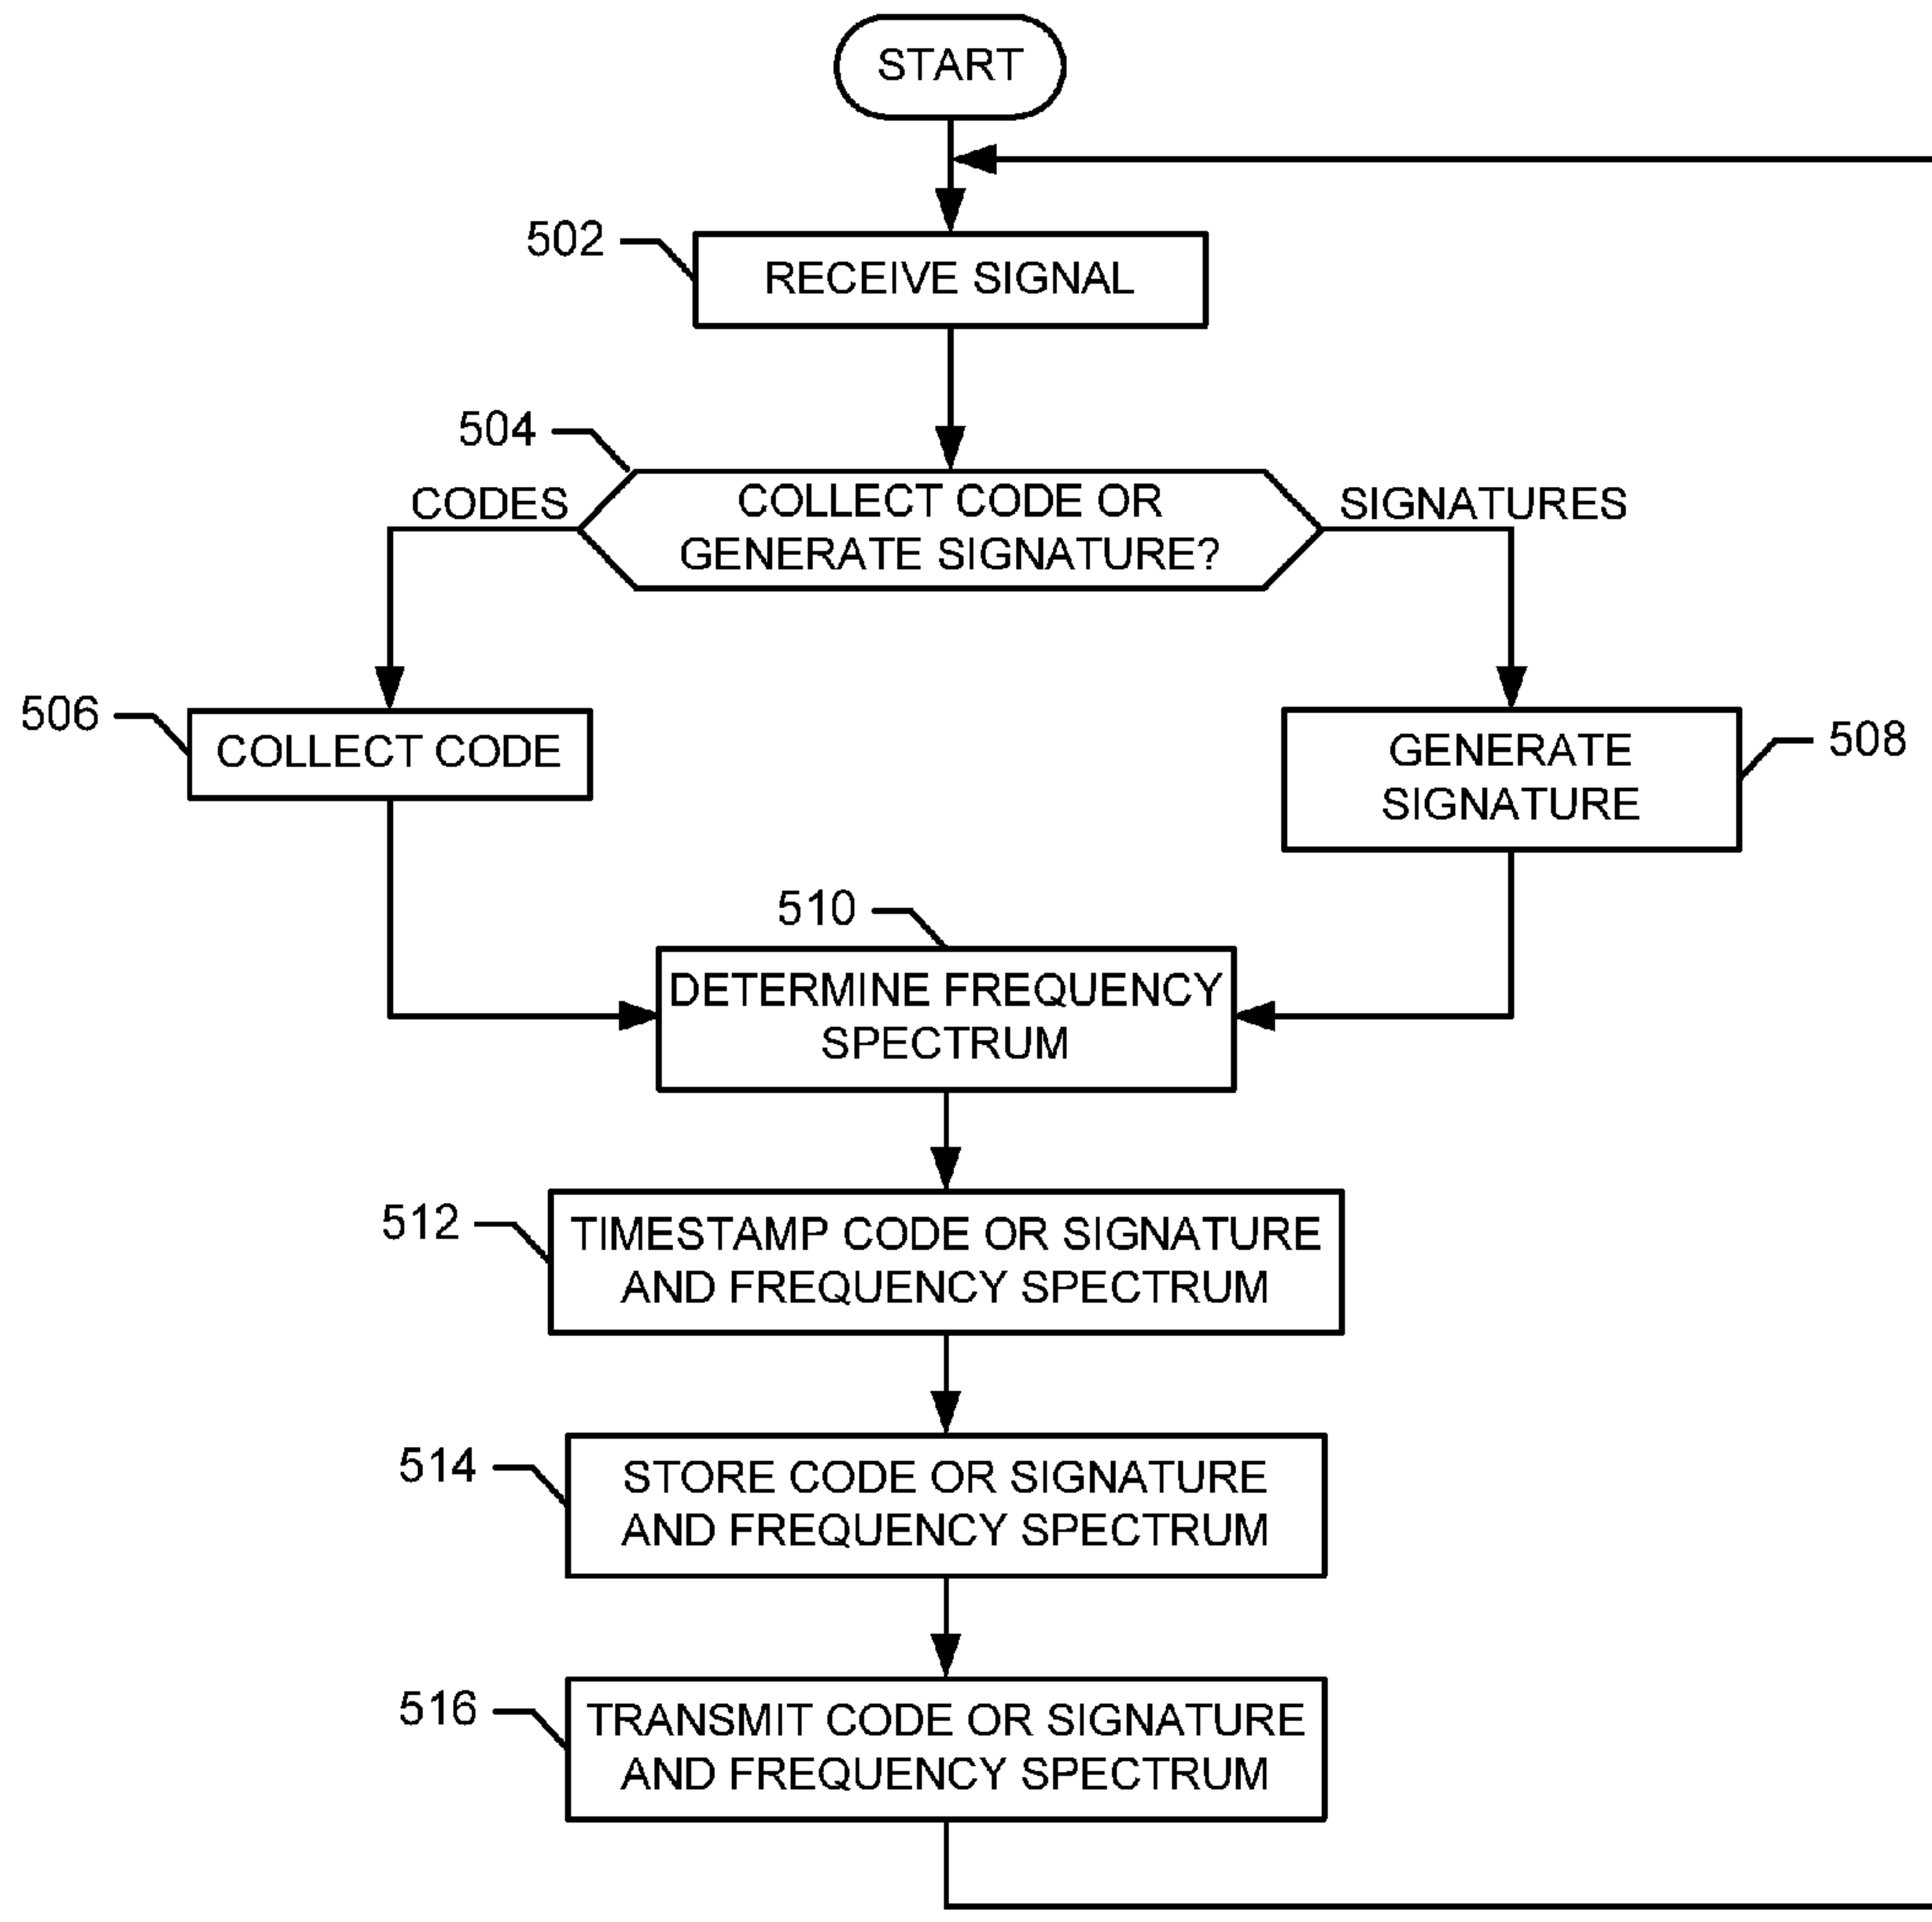 START
502
RECEIVE SIGNAL
504
CODES
COLLECT CODE OR
GENERATE SIGNATURE?
SIGNATURES
506
COLLECT CODE
GENERATE
SIGNATURE
508
510
DETERMINE FREQUENCY
SPECTRUM
512
TIMESTAMP CODE OR SIGNATURE
AND FREQUENCY SPECTRUM
514
STORE CODE OR SIGNATURE
AND FREQUENCY SPECTRUM
516
TRANSMIT CODE OR SIGNATURE
AND FREQUENCY SPECTRUM